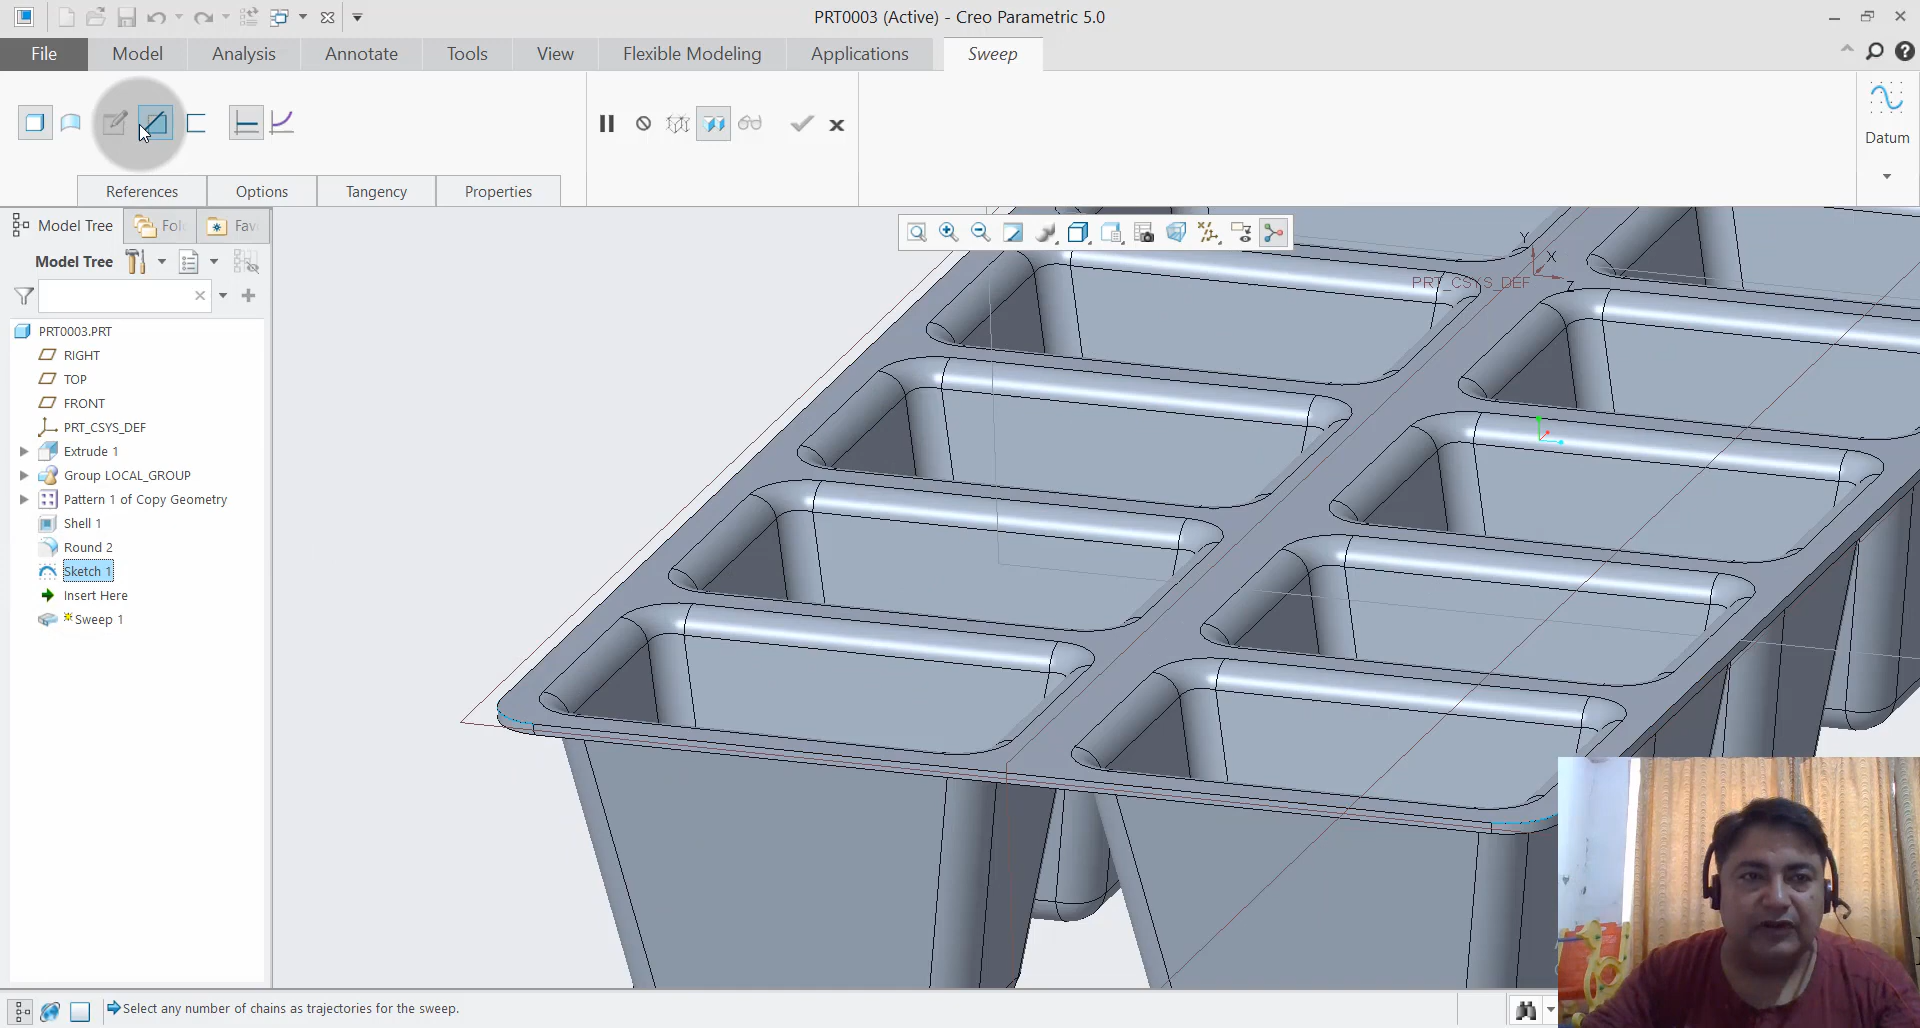 PRT0003 (Active) - Creo Parametric 5.0
File Model Analysis Annotate Tools View Flexible Modeling Applications Sweep
Datum
References Options Tangency Properties
Model Tree Fol Fav
Model Tree
PRT0003.PRT
RIGHT
TOP
FRONT
PRT_CSYS_DEF
Extrude 1
Group LOCAL_GROUP
Pattern 1 of Copy Geometry
Shell 1
Round 2
Sketch 1
Insert Here
Sweep 1
Y
X
PRT_CSYS_DEF
Z
Select any number of chains as trajectories for the sweep.